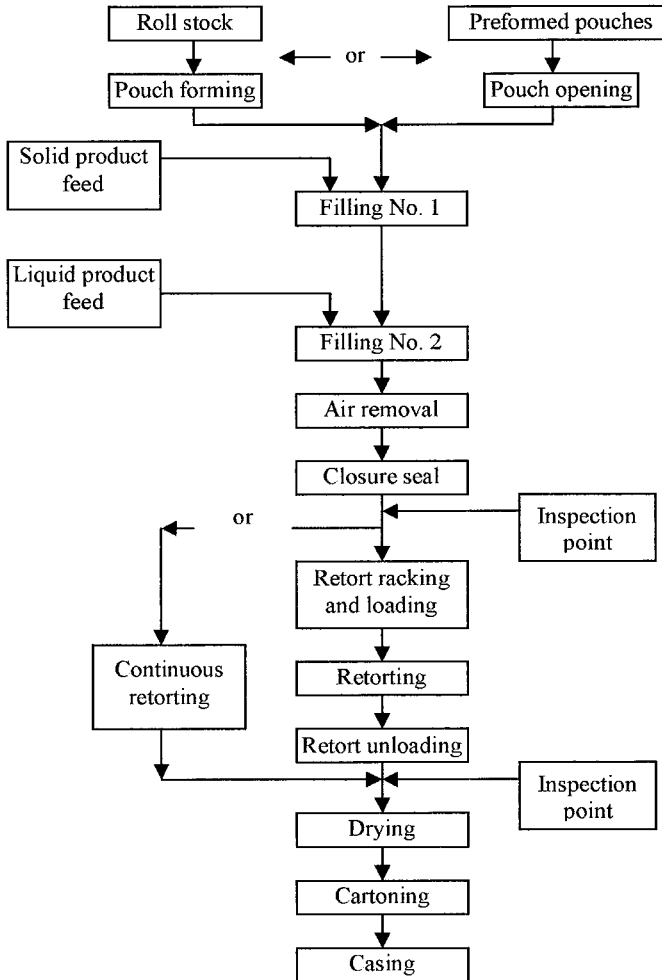 Roll stock
Preformed pouches
or
Pouch forming
Pouch opening
Solid product
feed
Filling No. 1
Liquid product
feed
Filling No. 2
Air removal
Closure seal
or
Inspection
point
Retort racking
and loading
Continuous
retorting
Retorting
Retort unloading
Inspection
point
Drying
Cartoning
Casing